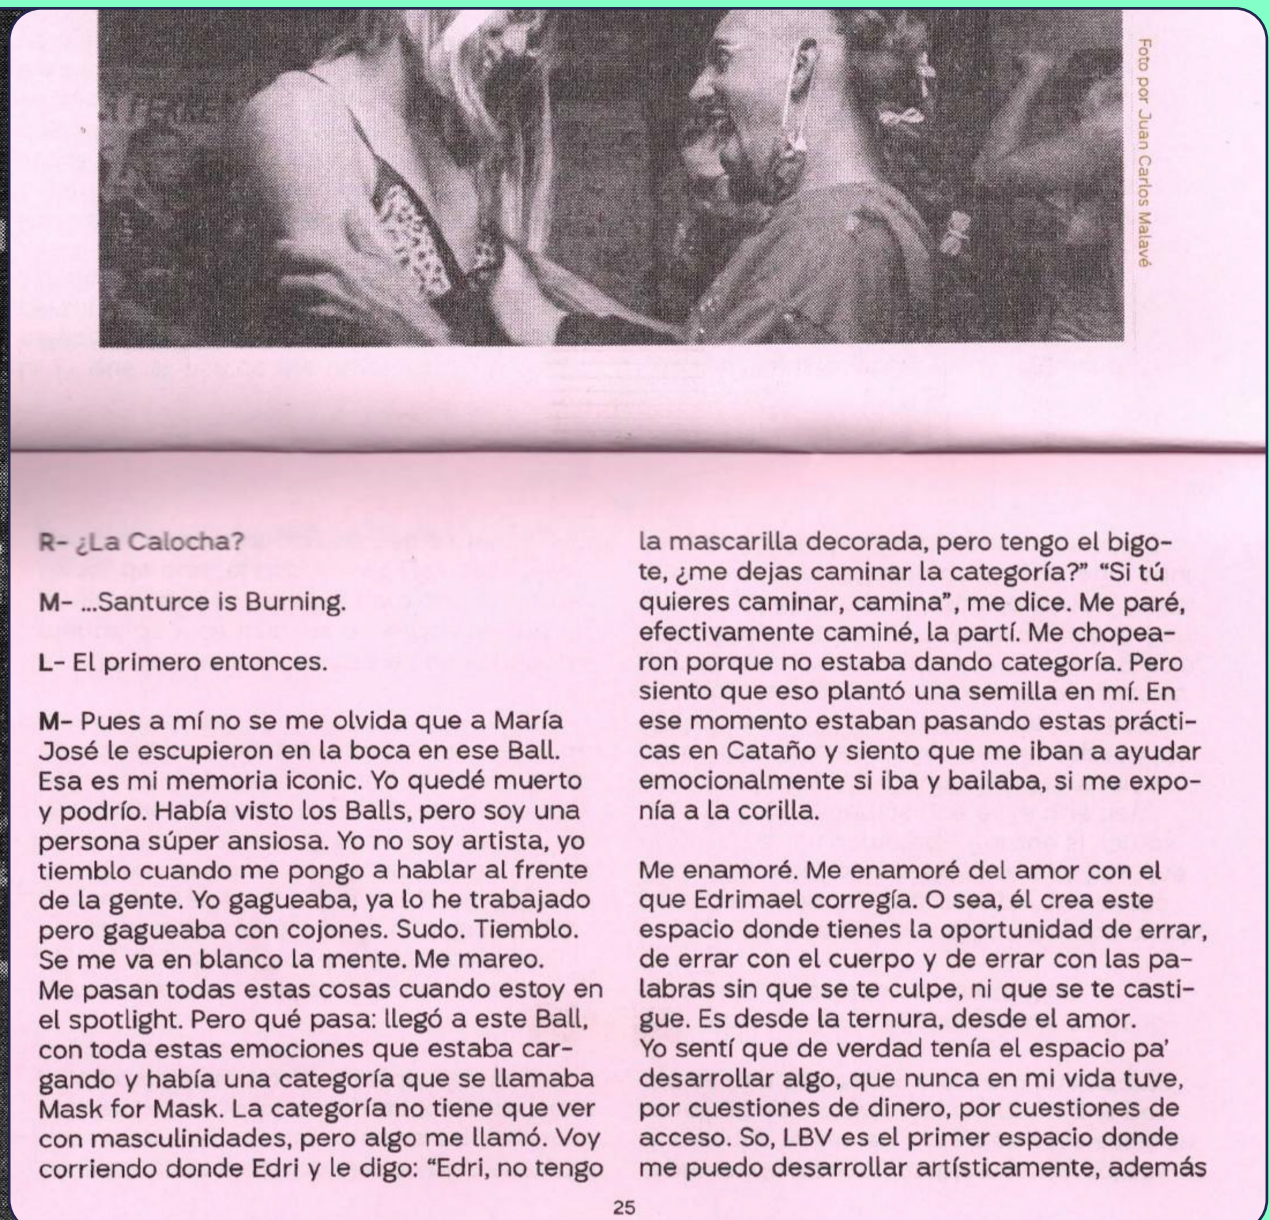 Foto por Juan Carlos Malavé
R- ¿La Calocha?
M- ...Santurce is Burning.
L- El primero entonces.
M- Pues a mí no se me olvida que a María
José le escupieron en la boca en ese Ball.
Esa es mi memoria iconic. Yo quedé muerto
y podrío. Había visto los Balls, pero soy una
persona súper ansiosa. Yo no soy artista, yo
tiemblo cuando me pongo a hablar al frente
de la gente. Yo gagueaba, ya lo he trabajado
pero gagueaba con cojones. Sudo. Tiemblo.
Se me va en blanco la mente. Me mareo.
Me pasan todas estas cosas cuando estoy en
el spotlight. Pero qué pasa: llegó a este Ball,
con toda estas emociones que estaba car-
gando y había una categoría que se llamaba
Mask for Mask. La categoría no tiene que ver
con masculinidades, pero algo me llamó. Voy
corriendo donde Edri y le digo: “Edri, no tengo
la mascarilla decorada, pero tengo el bigo-
te, ¿me dejas caminar la categoría?” “Si tú
quieres caminar, camina”, me dice. Me paré,
efectivamente caminé, la partí. Me chopea-
ron porque no estaba dando categoría. Pero
siento que eso plantó una semilla en mí. En
ese momento estaban pasando estas prácti-
cas en Cataño y siento que me iban a ayudar
emocionalmente si iba y bailaba, si me expo-
nía a la corilla.
Me enamoré. Me enamoré del amor con el
que Edrimael corregía. O sea, él crea este
espacio donde tienes la oportunidad de errar,
de errar con el cuerpo y de errar con las pa-
labras sin que se te culpe, ni que se te casti-
gue. Es desde la ternura, desde el amor.
Yo sentí que de verdad tenía el espacio pa’
desarrollar algo, que nunca en mi vida tuve,
por cuestiones de dinero, por cuestiones de
acceso. So, LBV es el primer espacio donde
me puedo desarrollar artísticamente, además
25